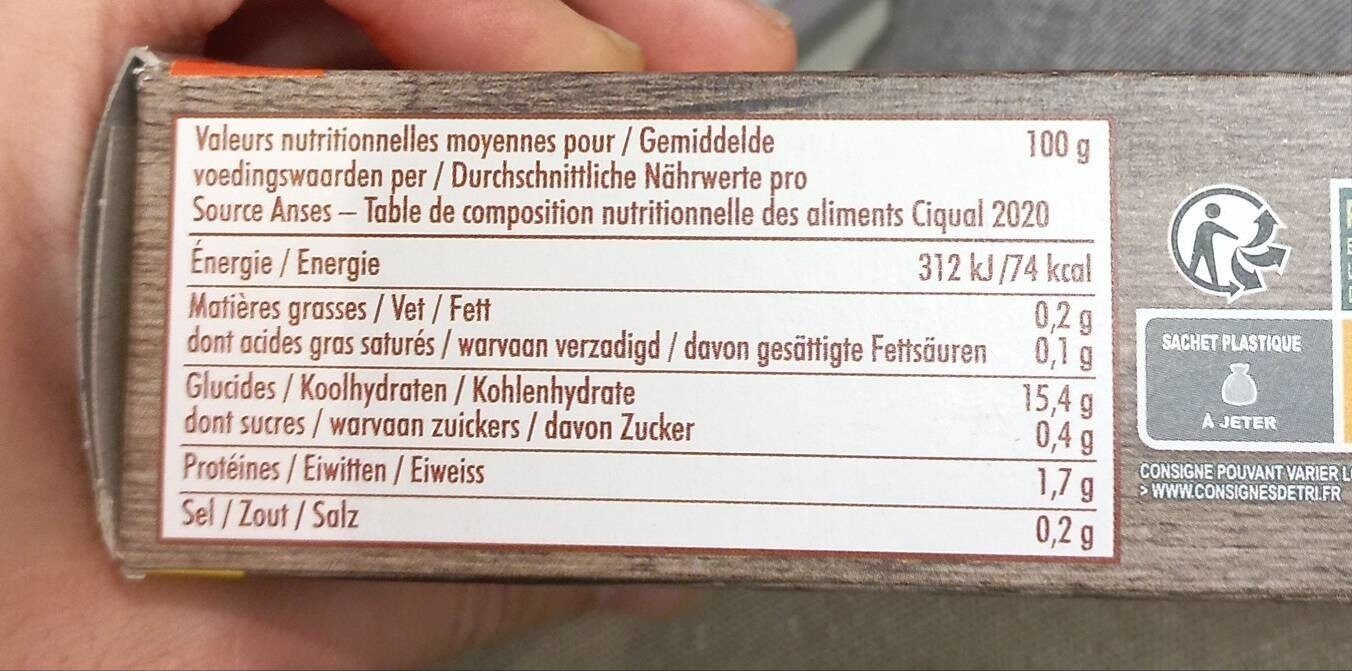 Valeurs nutritionnelles moyennes pour / Gemiddelde 100 g
voedingswaarden per / Durchschnittliche Nährwerte pro
Source Anses – Table de composition nutritionnelle des aliments Ciqual 2020
Énergie / Energie 312 kJ /74 kcal
Matières grasses / Vet / Fett 0,2 g
dont acides gras saturés / warvaan verzadigd / davon gesättigte Fettsäuren 0,1 g
Glucides / Koolhydraten / Kohlenhydrate 15,4 g
dont sucres / warvaan zuickers / davon Zucker 0,4 g
Protéines / Eiwitten / Eiweiss 1,7 g
Sel / Zout / Salz 0,2 g
SACHET PLASTIQUE
À JETER
CONSIGNE POUVANT VARIER
> WWW.CONSIGNESDETRI.FR